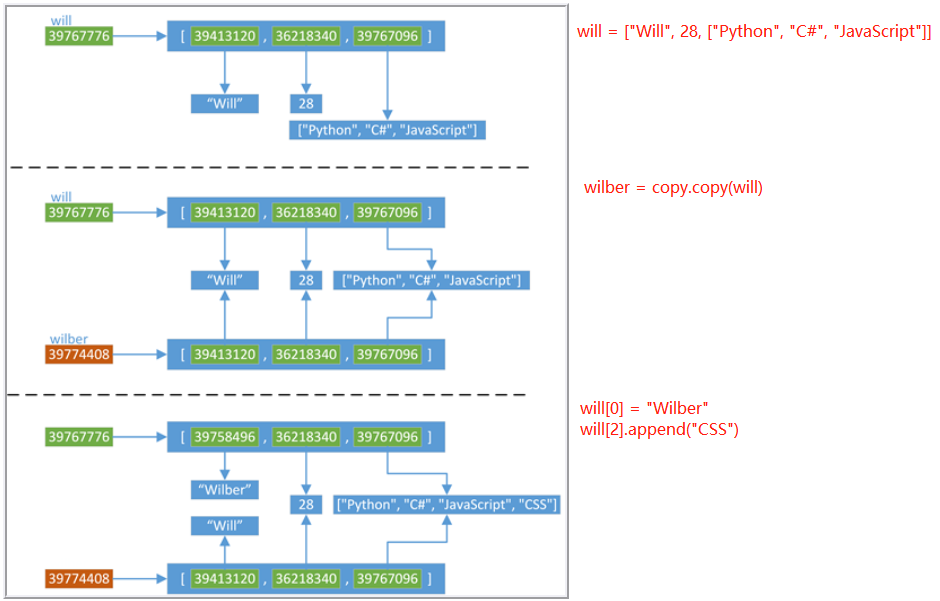 will
39767776 [ 39413120 , 36218340 , 39767096 ]
will = ["Will", 28, ["Python", "C#", "JavaScript"]]
“Will” 28
["Python", "C#", "JavaScript"]
wilber = copy.copy(will)
will
39767776 [ 39413120 , 36218340 , 39767096 ]
“Will” 28 ["Python", "C#", "JavaScript"]
wilber
39774408 [ 39413120 , 36218340 , 39767096 ]
will[0] = "Wilber"
will[2].append("CSS")
39767776 [ 39758496 , 36218340 , 39767096 ]
“Wilber”
28 ["Python", "C#", "JavaScript", "CSS"]
“Will”
39774408 [ 39413120 , 36218340 , 39767096 ]